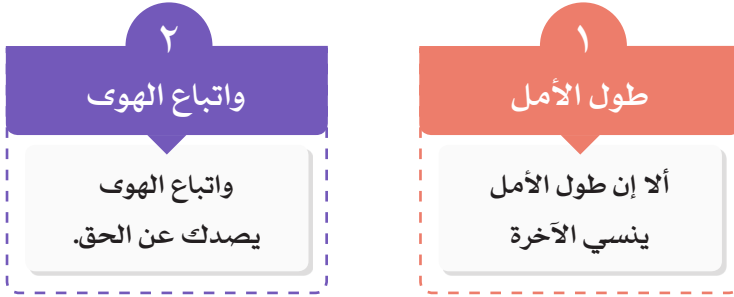 ١
طول الأمل
ألا إن طول الأمل
ينسي الآخرة
٢
واتباع الهوى
واتباع الهوى
يصدك عن الحق.